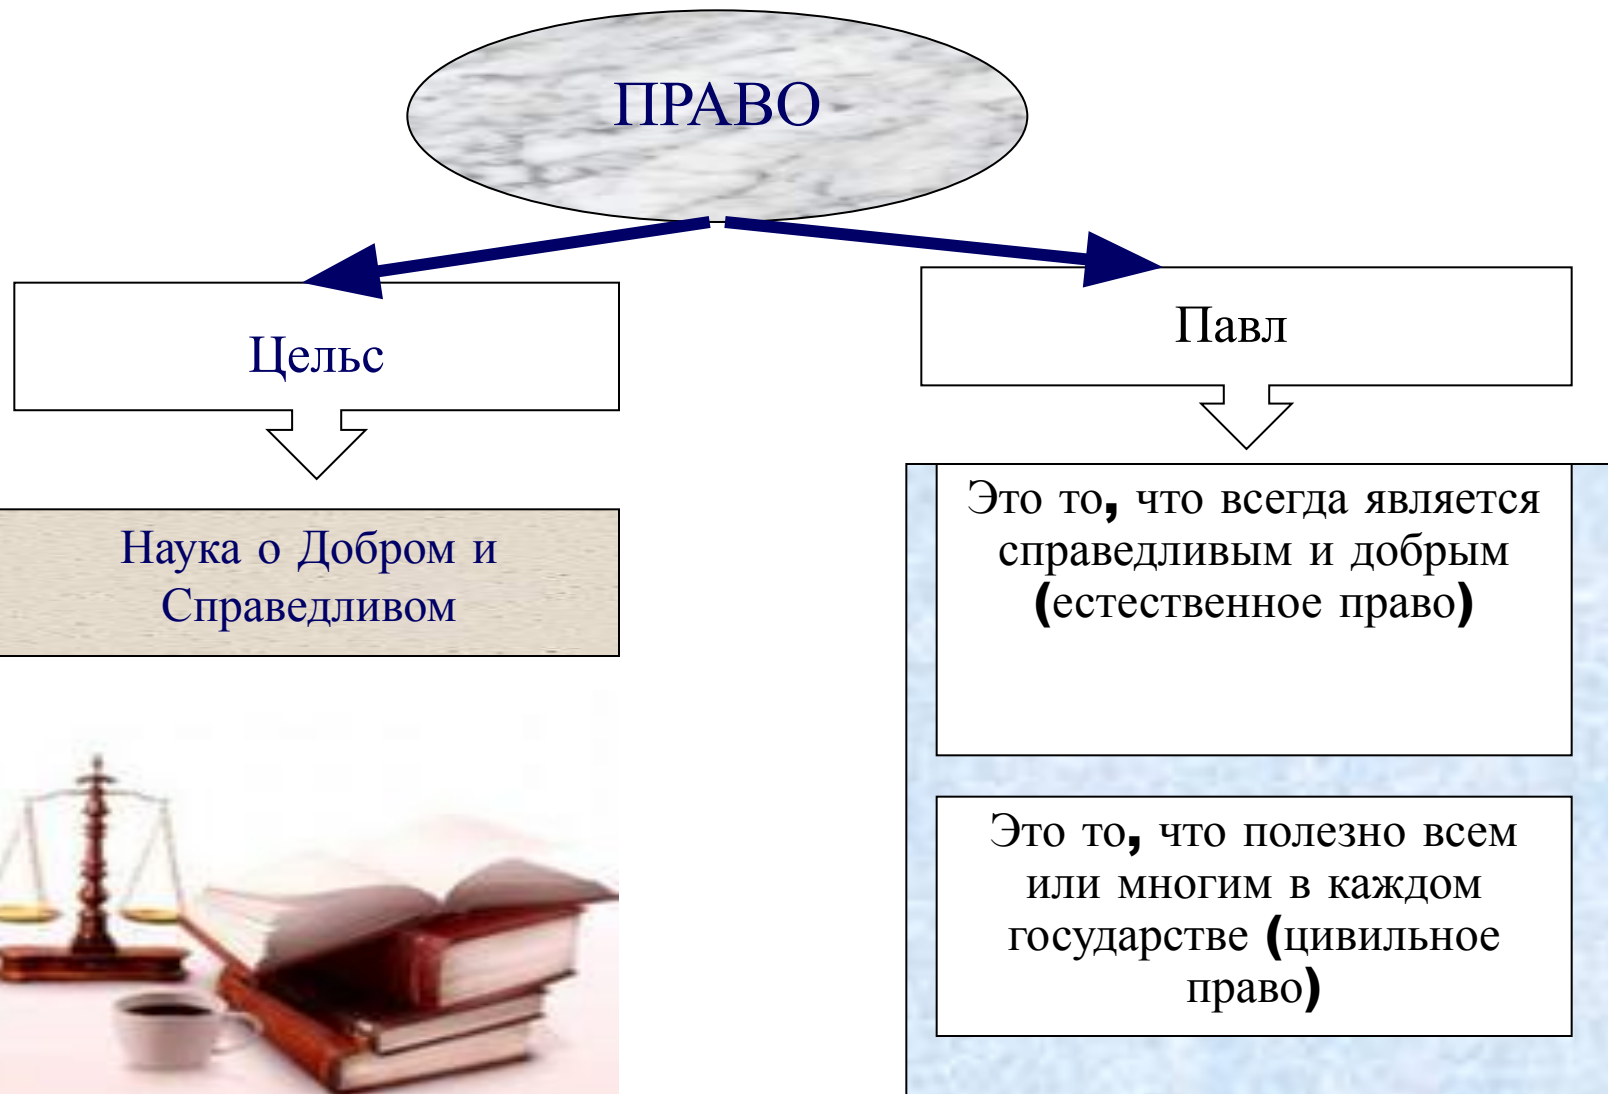 ПРАВО
Цельс
Наука о Добром и
Справедливом
Павл
Это то, что всегда является
справедливым и добрым
(естественное право)
Это то, что полезно всем
или многим в каждом
государстве (цивильное
право)